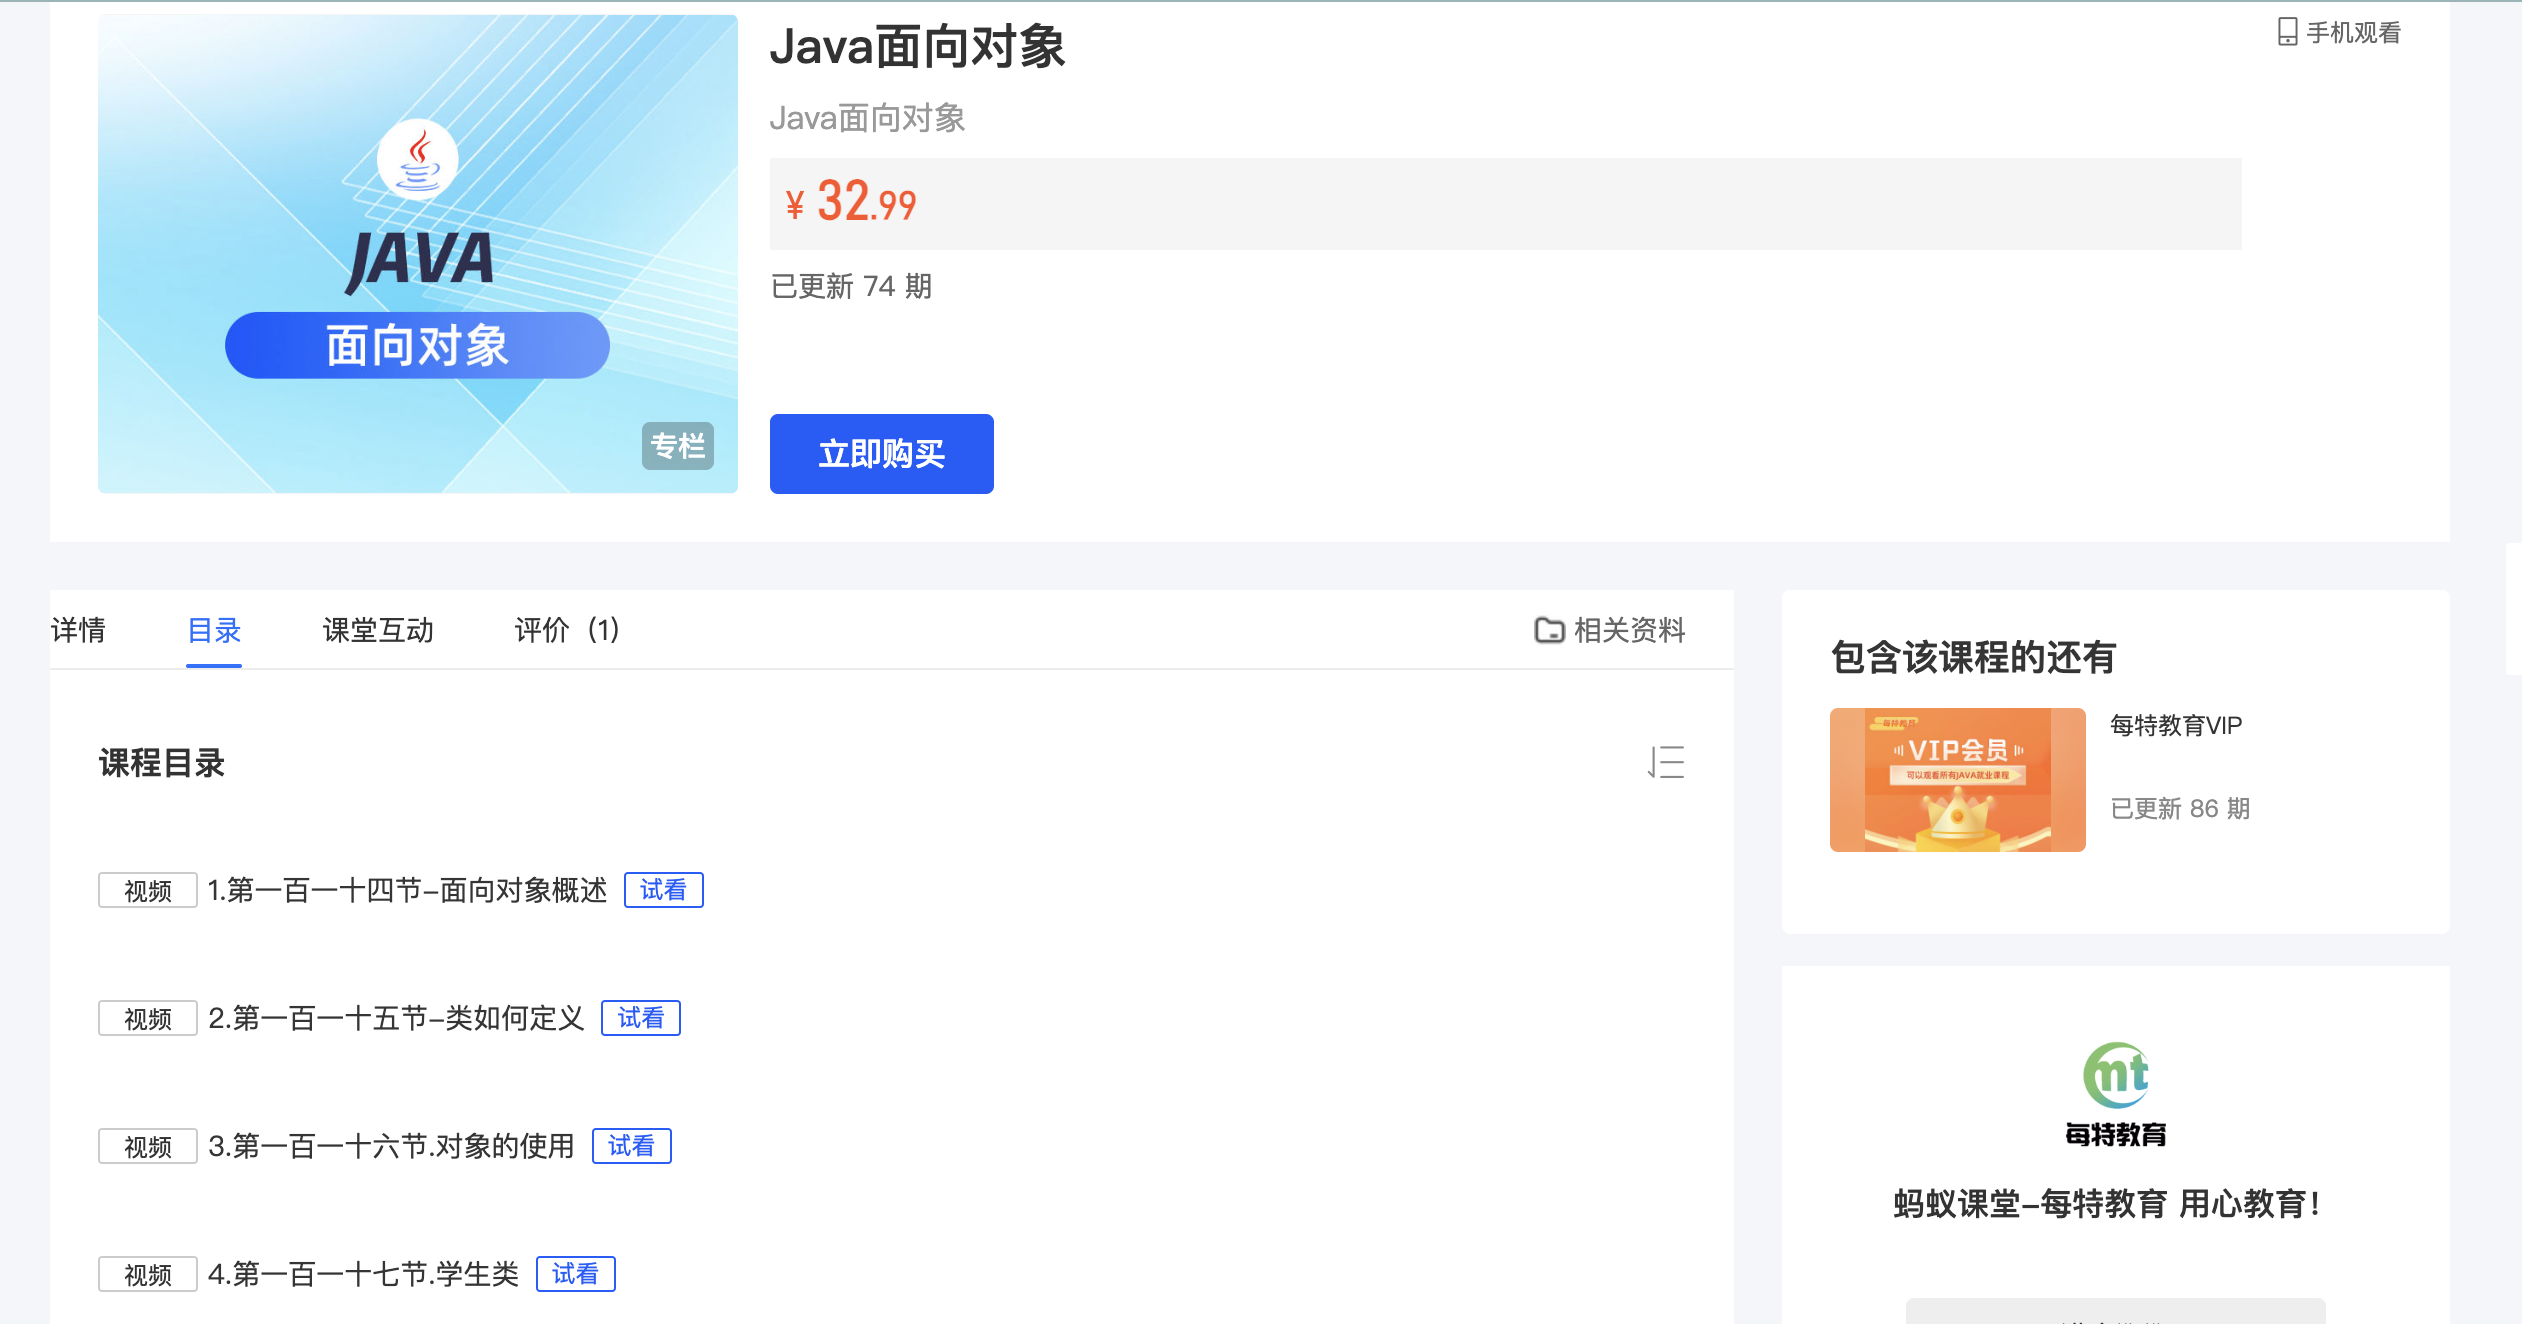 Java面向对象
手机观看
Java面向对象
¥ 32.99
已更新 74 期
JAVA
面向对象
专栏
立即购买
详情
目录
课堂互动
评价 (1)
相关资料
课程目录
视频 1.第一百一十四节-面向对象概述 试看
视频 2.第一百一十五节-类如何定义 试看
视频 3.第一百一十六节.对象的使用 试看
视频 4.第一百一十七节.学生类 试看
包含该课程的还有
每特教育
VIP会员
可以观看所有JAVA就业课程
每特教育VIP
已更新 86 期
mt
每特教育
蚂蚁课堂-每特教育 用心教育!